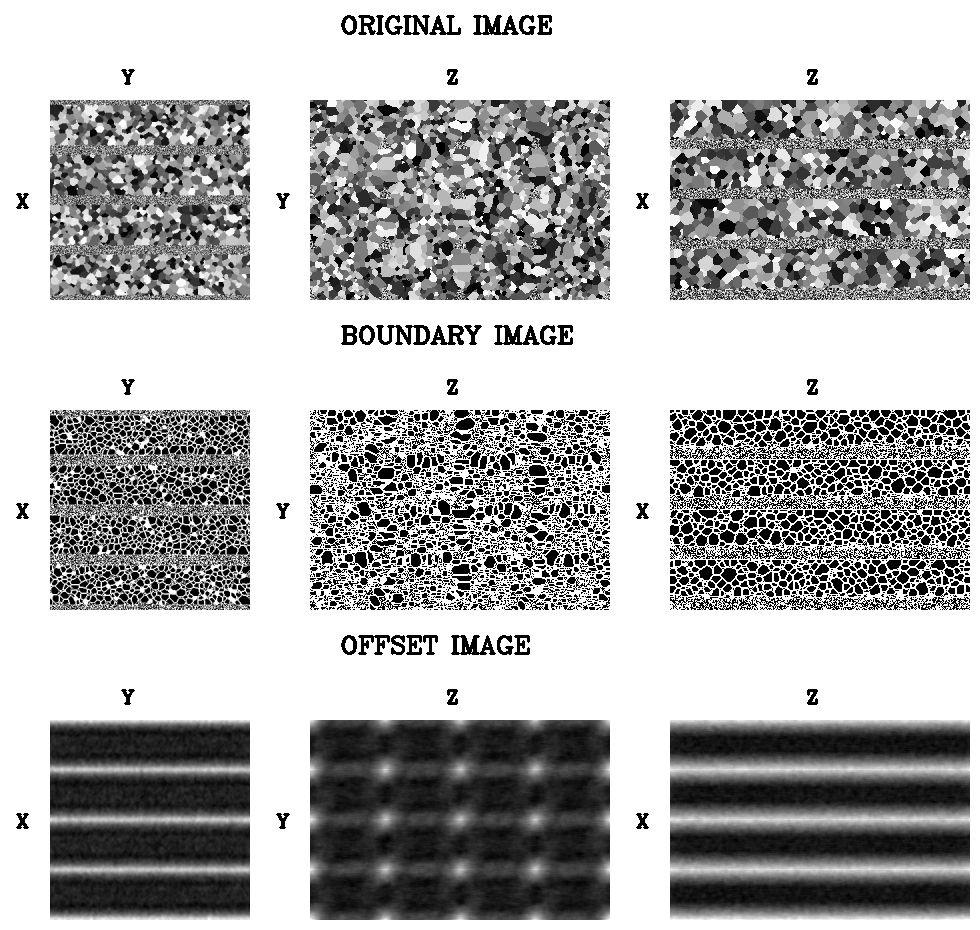 ORIGINAL IMAGE
Y Z Z
X Y X
BOUNDARY IMAGE
Y Z Z
X Y X
OFFSET IMAGE
Y Z Z
X Y X